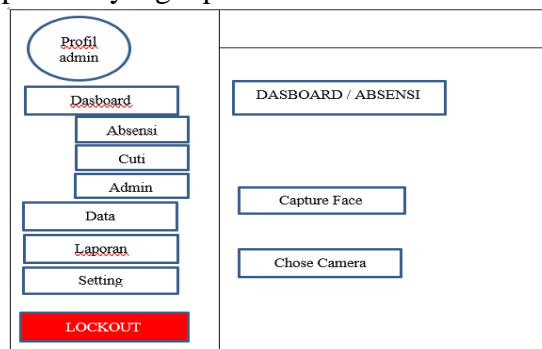 Profil
admin
Dasboard
Absensi
Cuti
Admin
Data
Laporan
Setting
LOCKOUT
DASBOARD / ABSENSI
Capture Face
Chose Camera